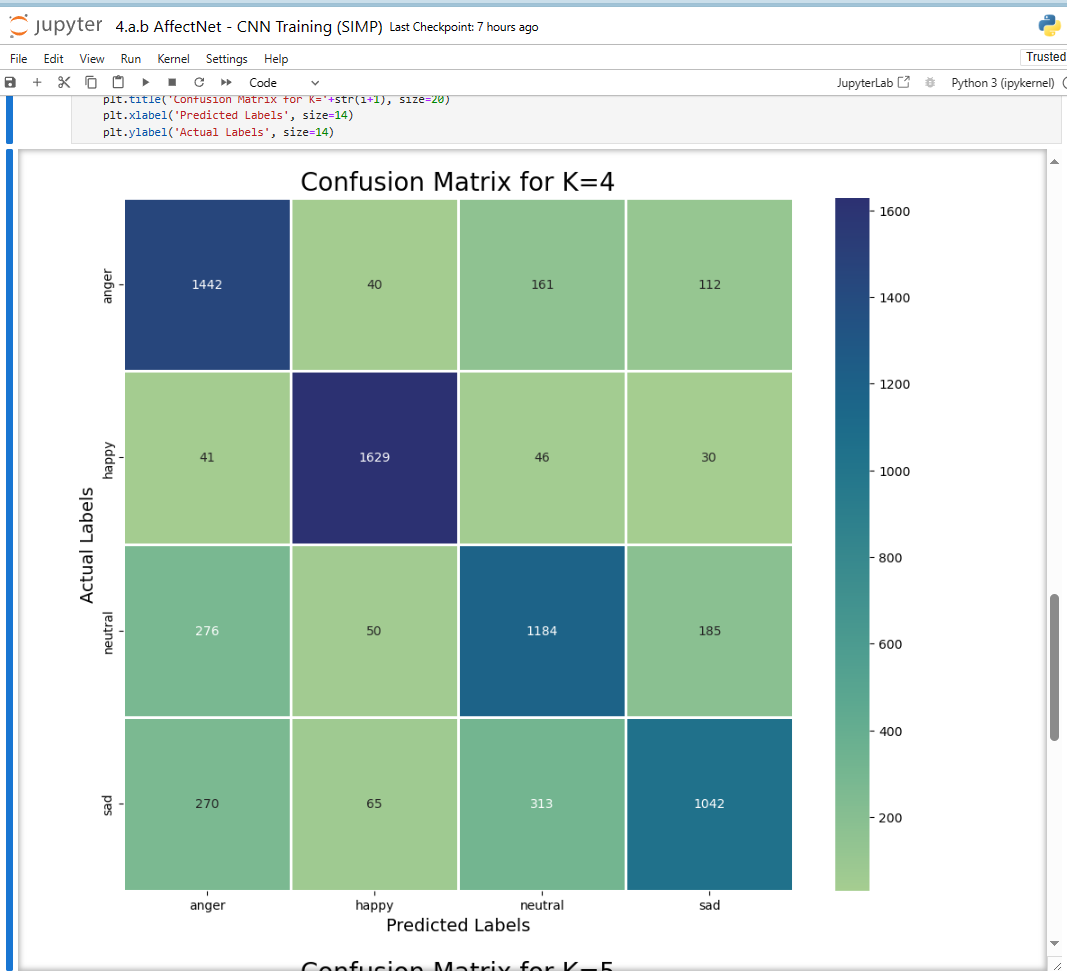 jupyter 4.a.b AffectNet - CNN Training (SIMP) Last Checkpoint: 7 hours ago
File Edit View Run Kernel Settings Help Trusted
Code JupyterLab Python 3 (ipykernel)
plt.title('Confusion Matrix for K='+str(i+1), size=20)
plt.xlabel('Predicted Labels', size=14)
plt.ylabel('Actual Labels', size=14)
Confusion Matrix for K=4
anger 1442 40 161 112
happy 41 1629 46 30
neutral 276 50 1184 185
sad 270 65 313 1042
Actual Labels
anger happy neutral sad
Predicted Labels
1600
1400
1200
1000
800
600
400
200
Confusion Matrix for K=5